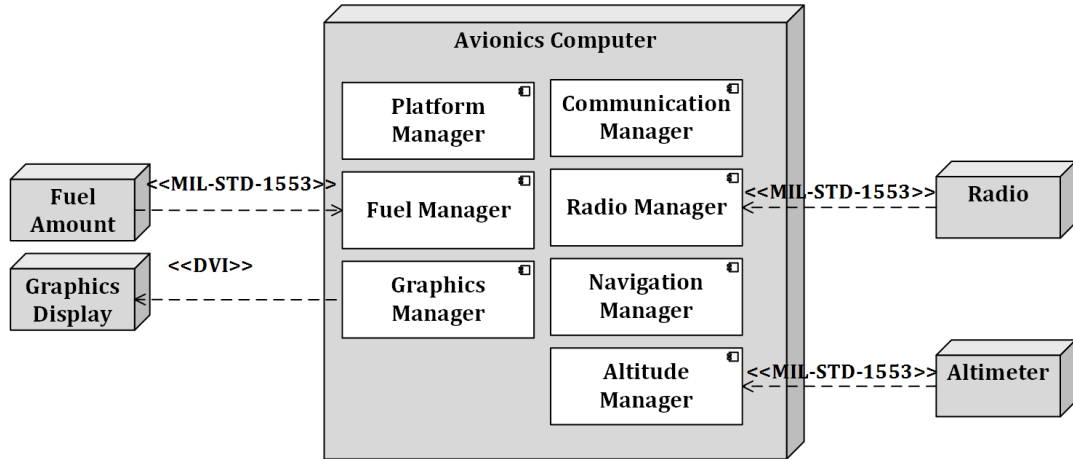 Avionics Computer
Platform
Manager
Communication
Manager
<<MIL-STD-1553>>
Fuel
Amount
Fuel Manager
Radio Manager
<<MIL-STD-1553>>
Radio
<<DVI>>
Graphics
Display
Graphics
Manager
Navigation
Manager
Altitude
Manager
<<MIL-STD-1553>>
Altimeter